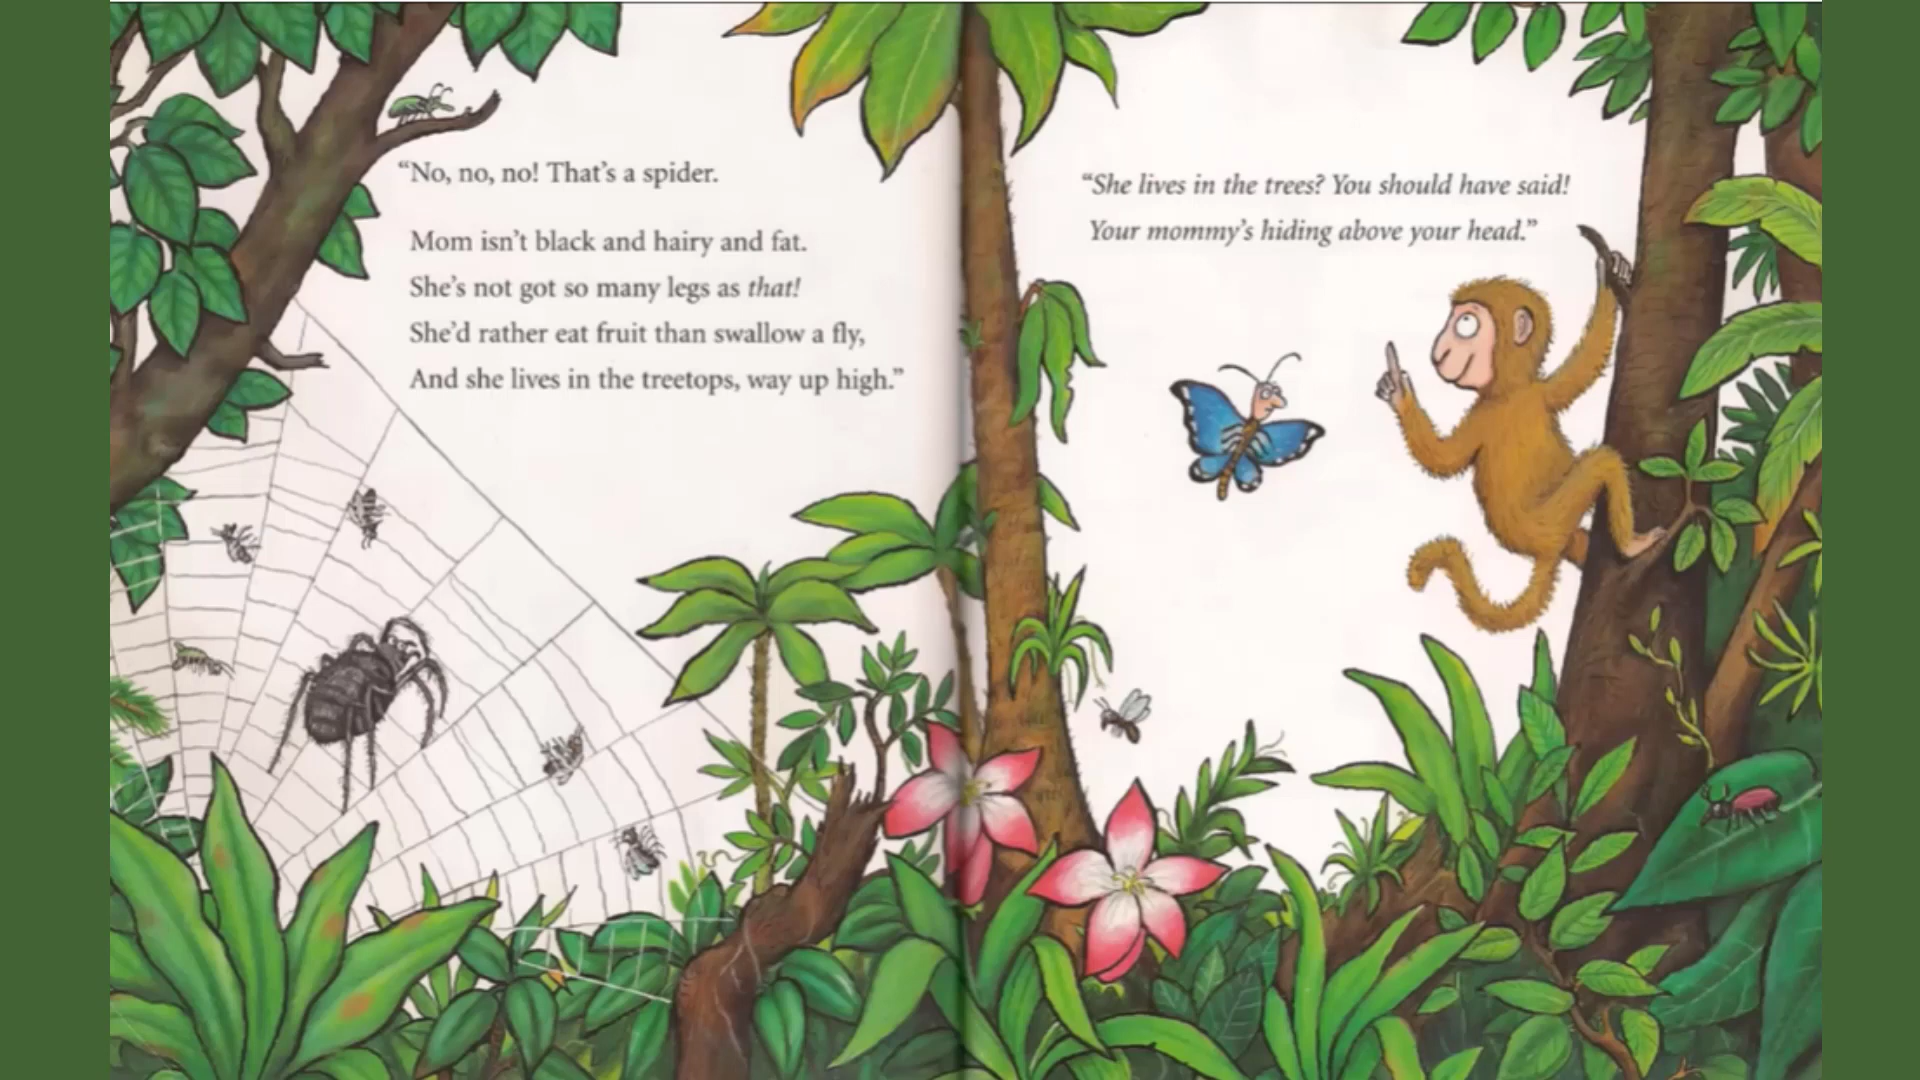 “No, no, no! That’s a spider.
Mom isn’t black and hairy and fat.
She’s not got so many legs as that!
She’d rather eat fruit than swallow a fly,
And she lives in the treetops, way up high.”
“She lives in the trees? You should have said!
Your mommy’s hiding above your head.”